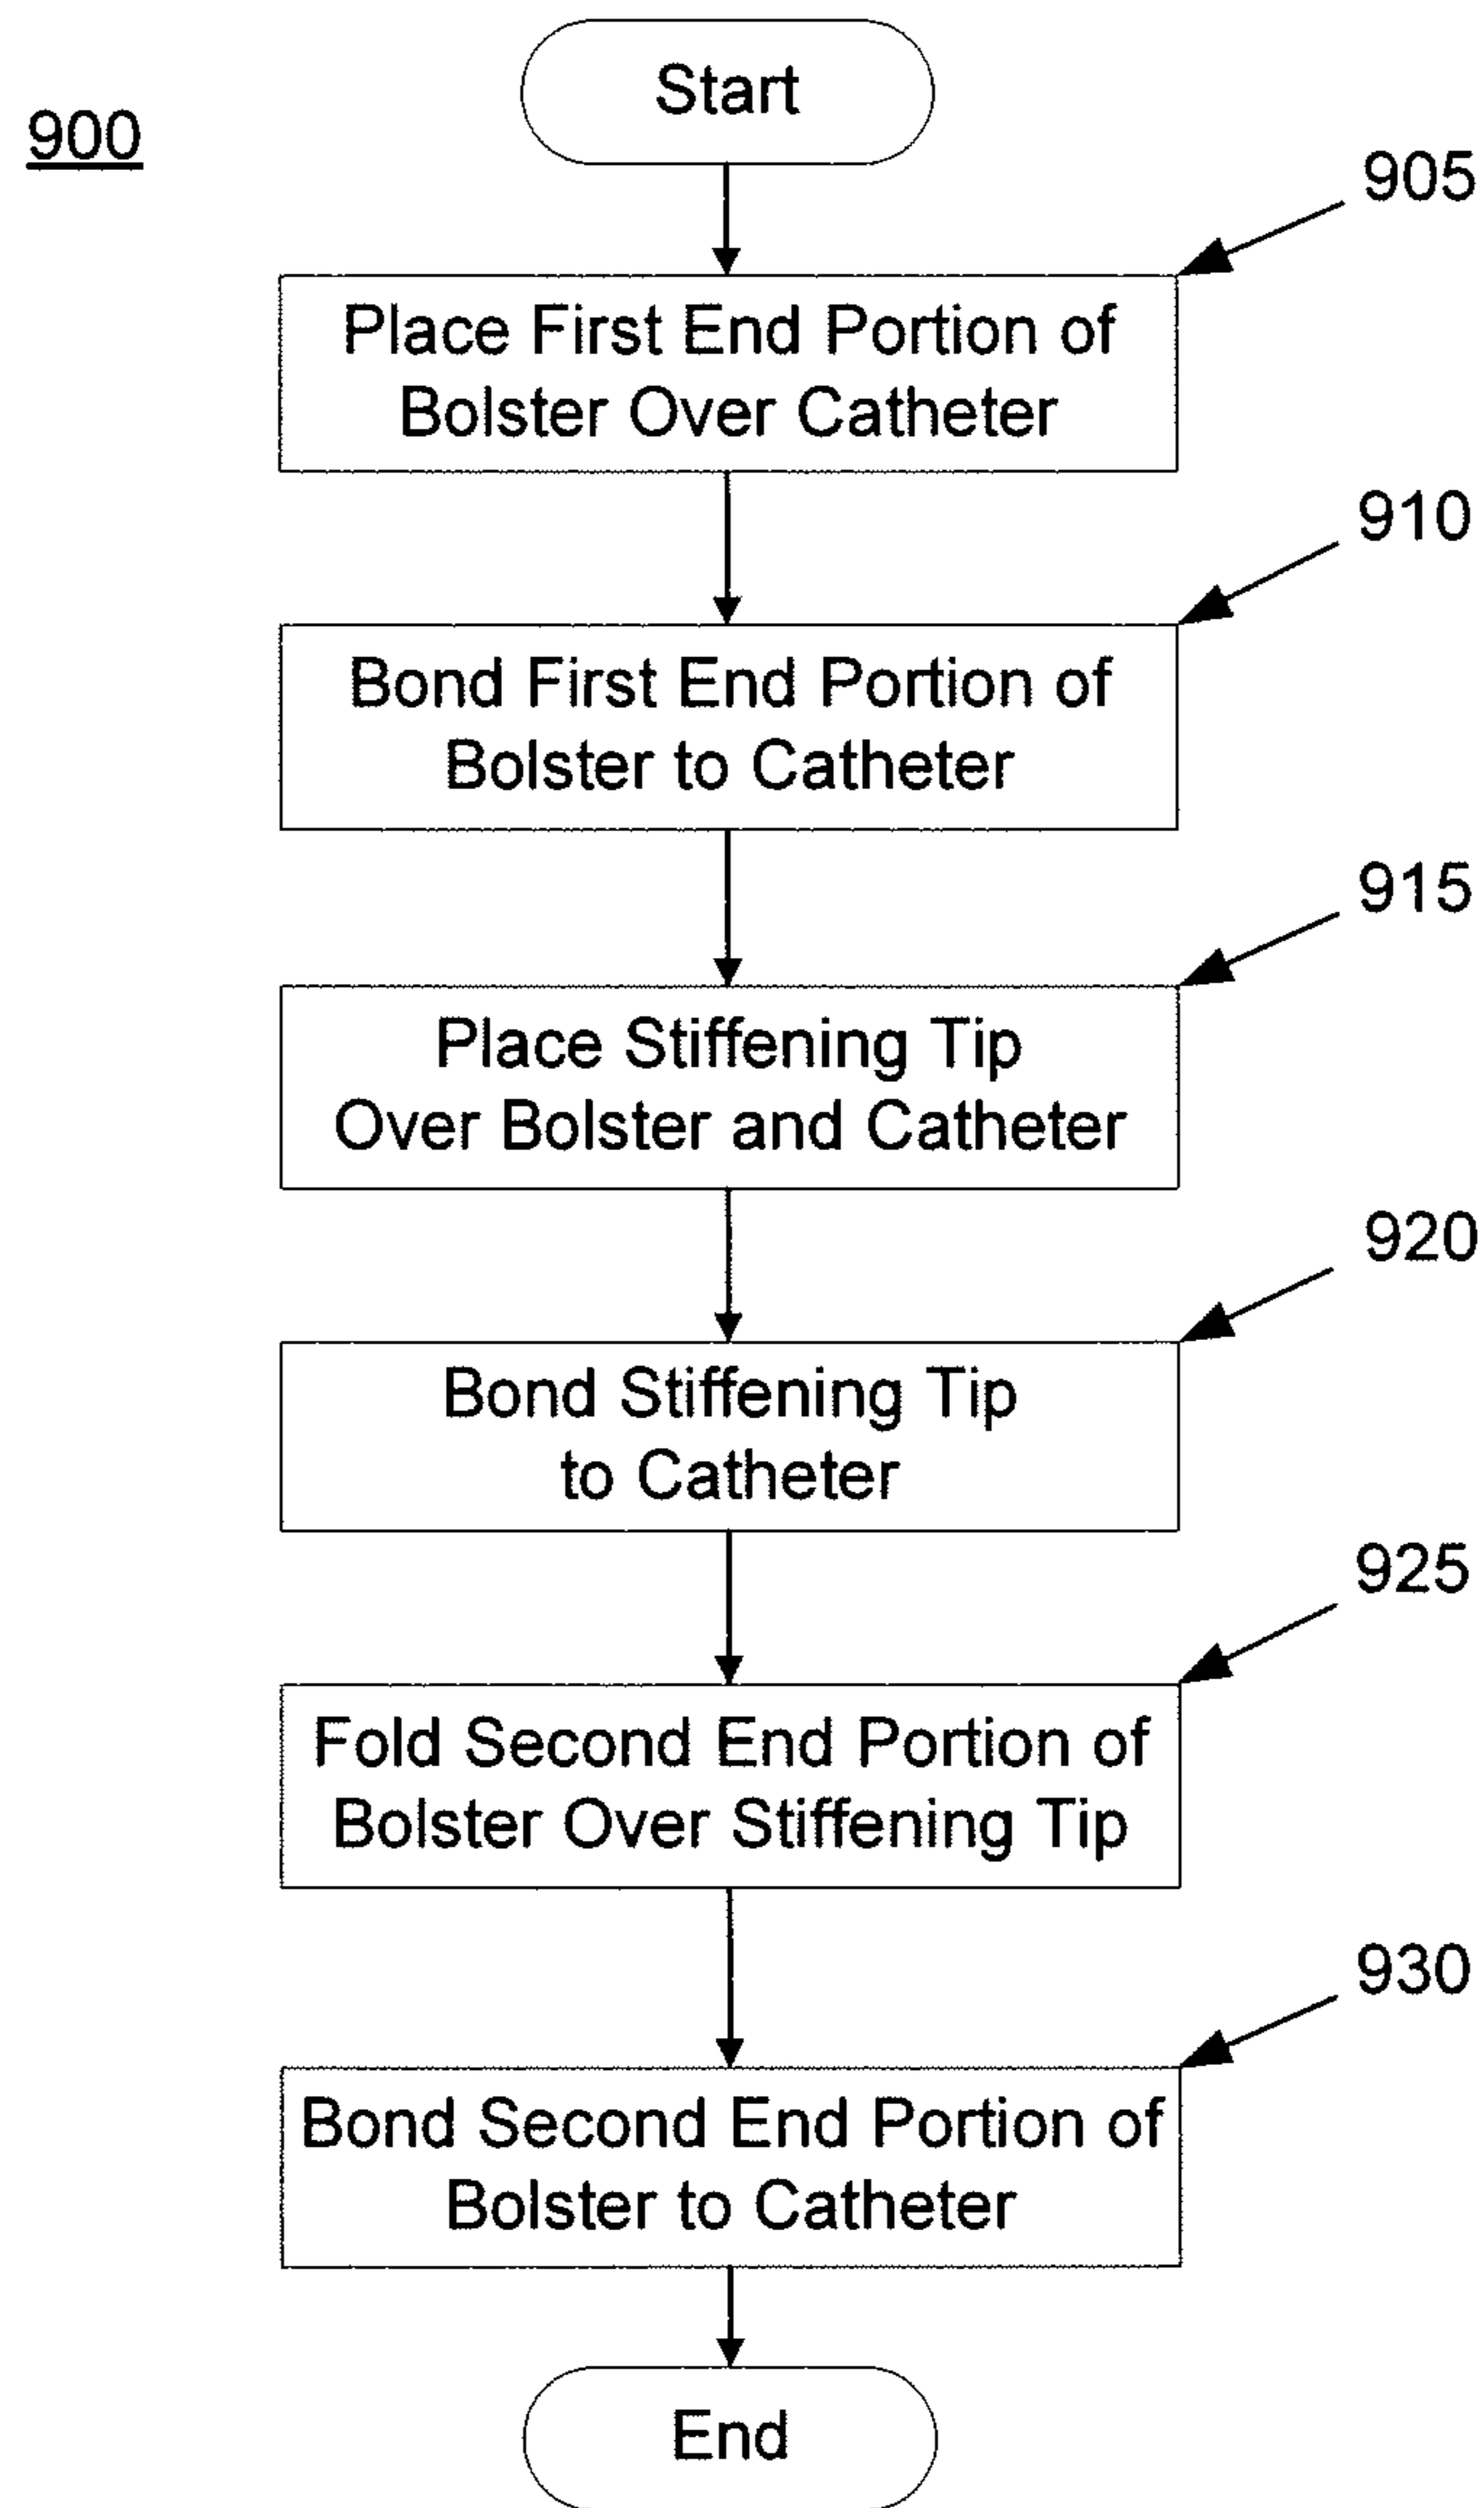 Start
900
905
Place First End Portion of
Bolster Over Catheter
910
Bond First End Portion of
Bolster to Catheter
915
Place Stiffening Tip
Over Bolster and Catheter
920
Bond Stiffening Tip
to Catheter
925
Fold Second End Portion of
Bolster Over Stiffening Tip
930
Bond Second End Portion of
Bolster to Catheter
End